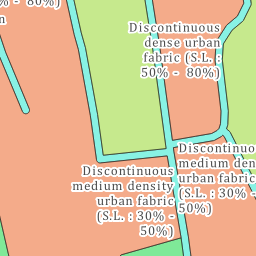 - 80%)
Discontinuous
dense urban
fabric (S.L. :
50% - 80%)
Discontinuous
medium density
urban fabric
(S.L. : 30% -
50%)
Discontinuo
medium den
urban fabric
(S.L. : 30% -
50%)